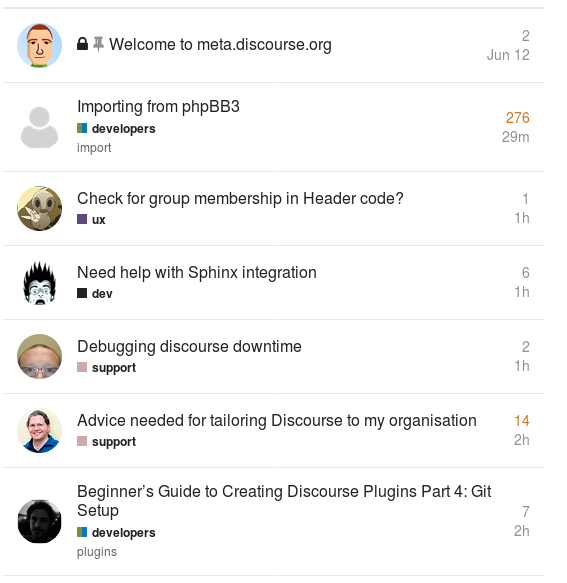 Welcome to meta.discourse.org
2
Jun 12
Importing from phpBB3
276
developers
29m
import
Check for group membership in Header code?
1
ux
1h
Need help with Sphinx integration
6
dev
1h
Debugging discourse downtime
2
support
1h
Advice needed for tailoring Discourse to my organisation
14
support
2h
Beginner’s Guide to Creating Discourse Plugins Part 4: Git
Setup
7
developers
2h
plugins